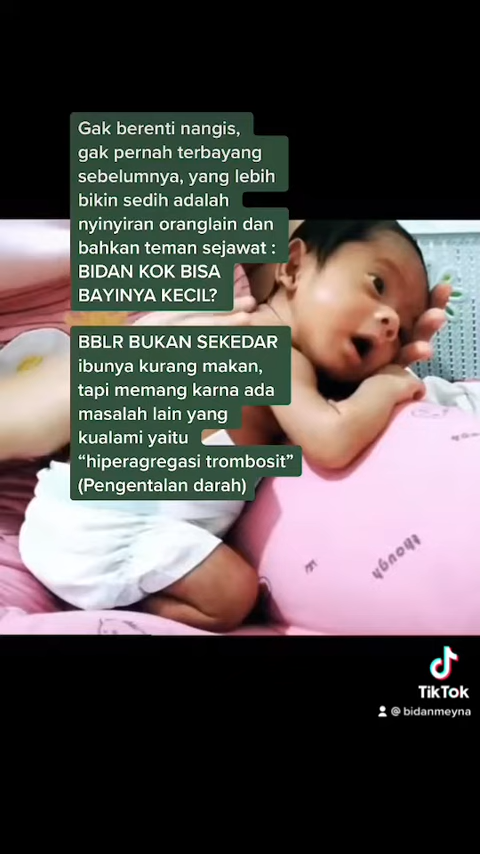 Gak berenti nangis,
gak pernah terbayang
sebelumnya, yang lebih
bikin sedih adalah
nyinyiran oranglain dan
bahkan teman sejawat :
BIDAN KOK BISA
BAYINYA KECIL?
BBLR BUKAN SEKEDAR
ibunya kurang makan,
tapi memang karna ada
masalah lain yang
kualami yaitu
“hiperagregasi trombosit”
(Pengentalan darah)
though
TikTok
@ bidanmeyna